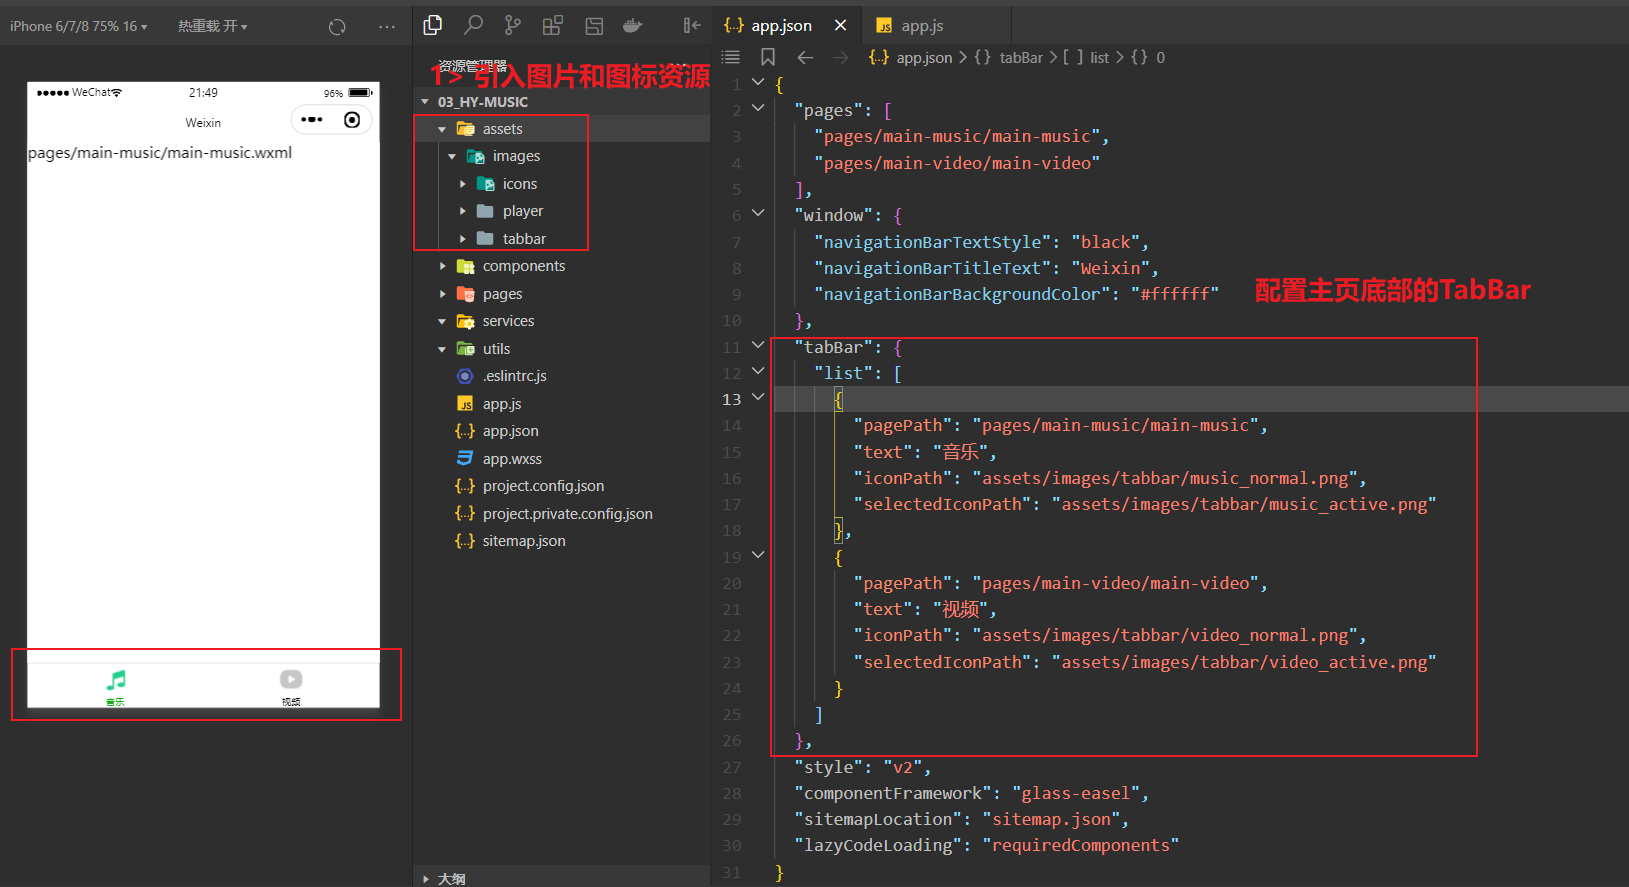 iPhone 6/7/8 75% 16
热重载 开
WeChat
21:49
96%
Weixin
pages/main-music/main-music.wxml
音乐
视频
资源管理器
1> 引入图片和图标资源
03_HY-MUSIC
assets
images
icons
player
tabbar
components
pages
services
utils
.eslintrc.js
app.js
app.json
app.wxss
project.config.json
project.private.config.json
sitemap.json
大纲
{..} app.json
JS app.js
{..} app.json > {} tabBar > [ ] list > {} 0
1 {
2 "pages": [
3 "pages/main-music/main-music",
4 "pages/main-video/main-video"
5 ],
6 "window": {
7 "navigationBarTextStyle": "black",
8 "navigationBarTitleText": "Weixin",
9 "navigationBarBackgroundColor": "#ffffff"
配置主页底部的TabBar
10 },
11 "tabBar": {
12 "list": [
13 {
14 "pagePath": "pages/main-music/main-music",
15 "text": "音乐",
16 "iconPath": "assets/images/tabbar/music_normal.png",
17 "selectedIconPath": "assets/images/tabbar/music_active.png"
18 },
19 {
20 "pagePath": "pages/main-video/main-video",
21 "text": "视频",
22 "iconPath": "assets/images/tabbar/video_normal.png",
23 "selectedIconPath": "assets/images/tabbar/video_active.png"
24 }
25 ]
26 },
27 "style": "v2",
28 "componentFramework": "glass-easel",
29 "sitemapLocation": "sitemap.json",
30 "lazyCodeLoading": "requiredComponents"
31 }